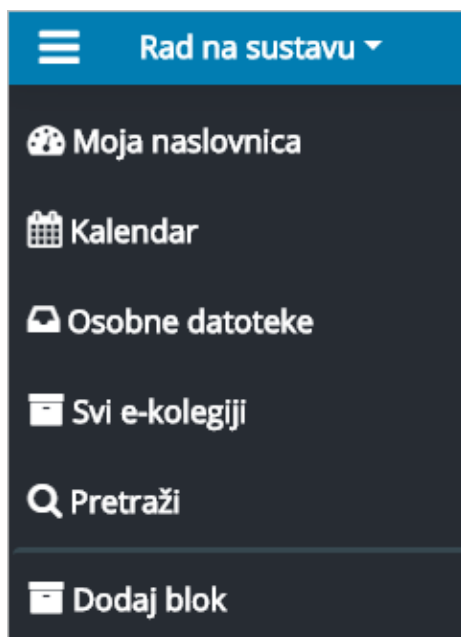 Rad na sustavu
Moja naslovnica
Kalendar
Osobne datoteke
Svi e-kolegiji
Pretraži
Dodaj blok